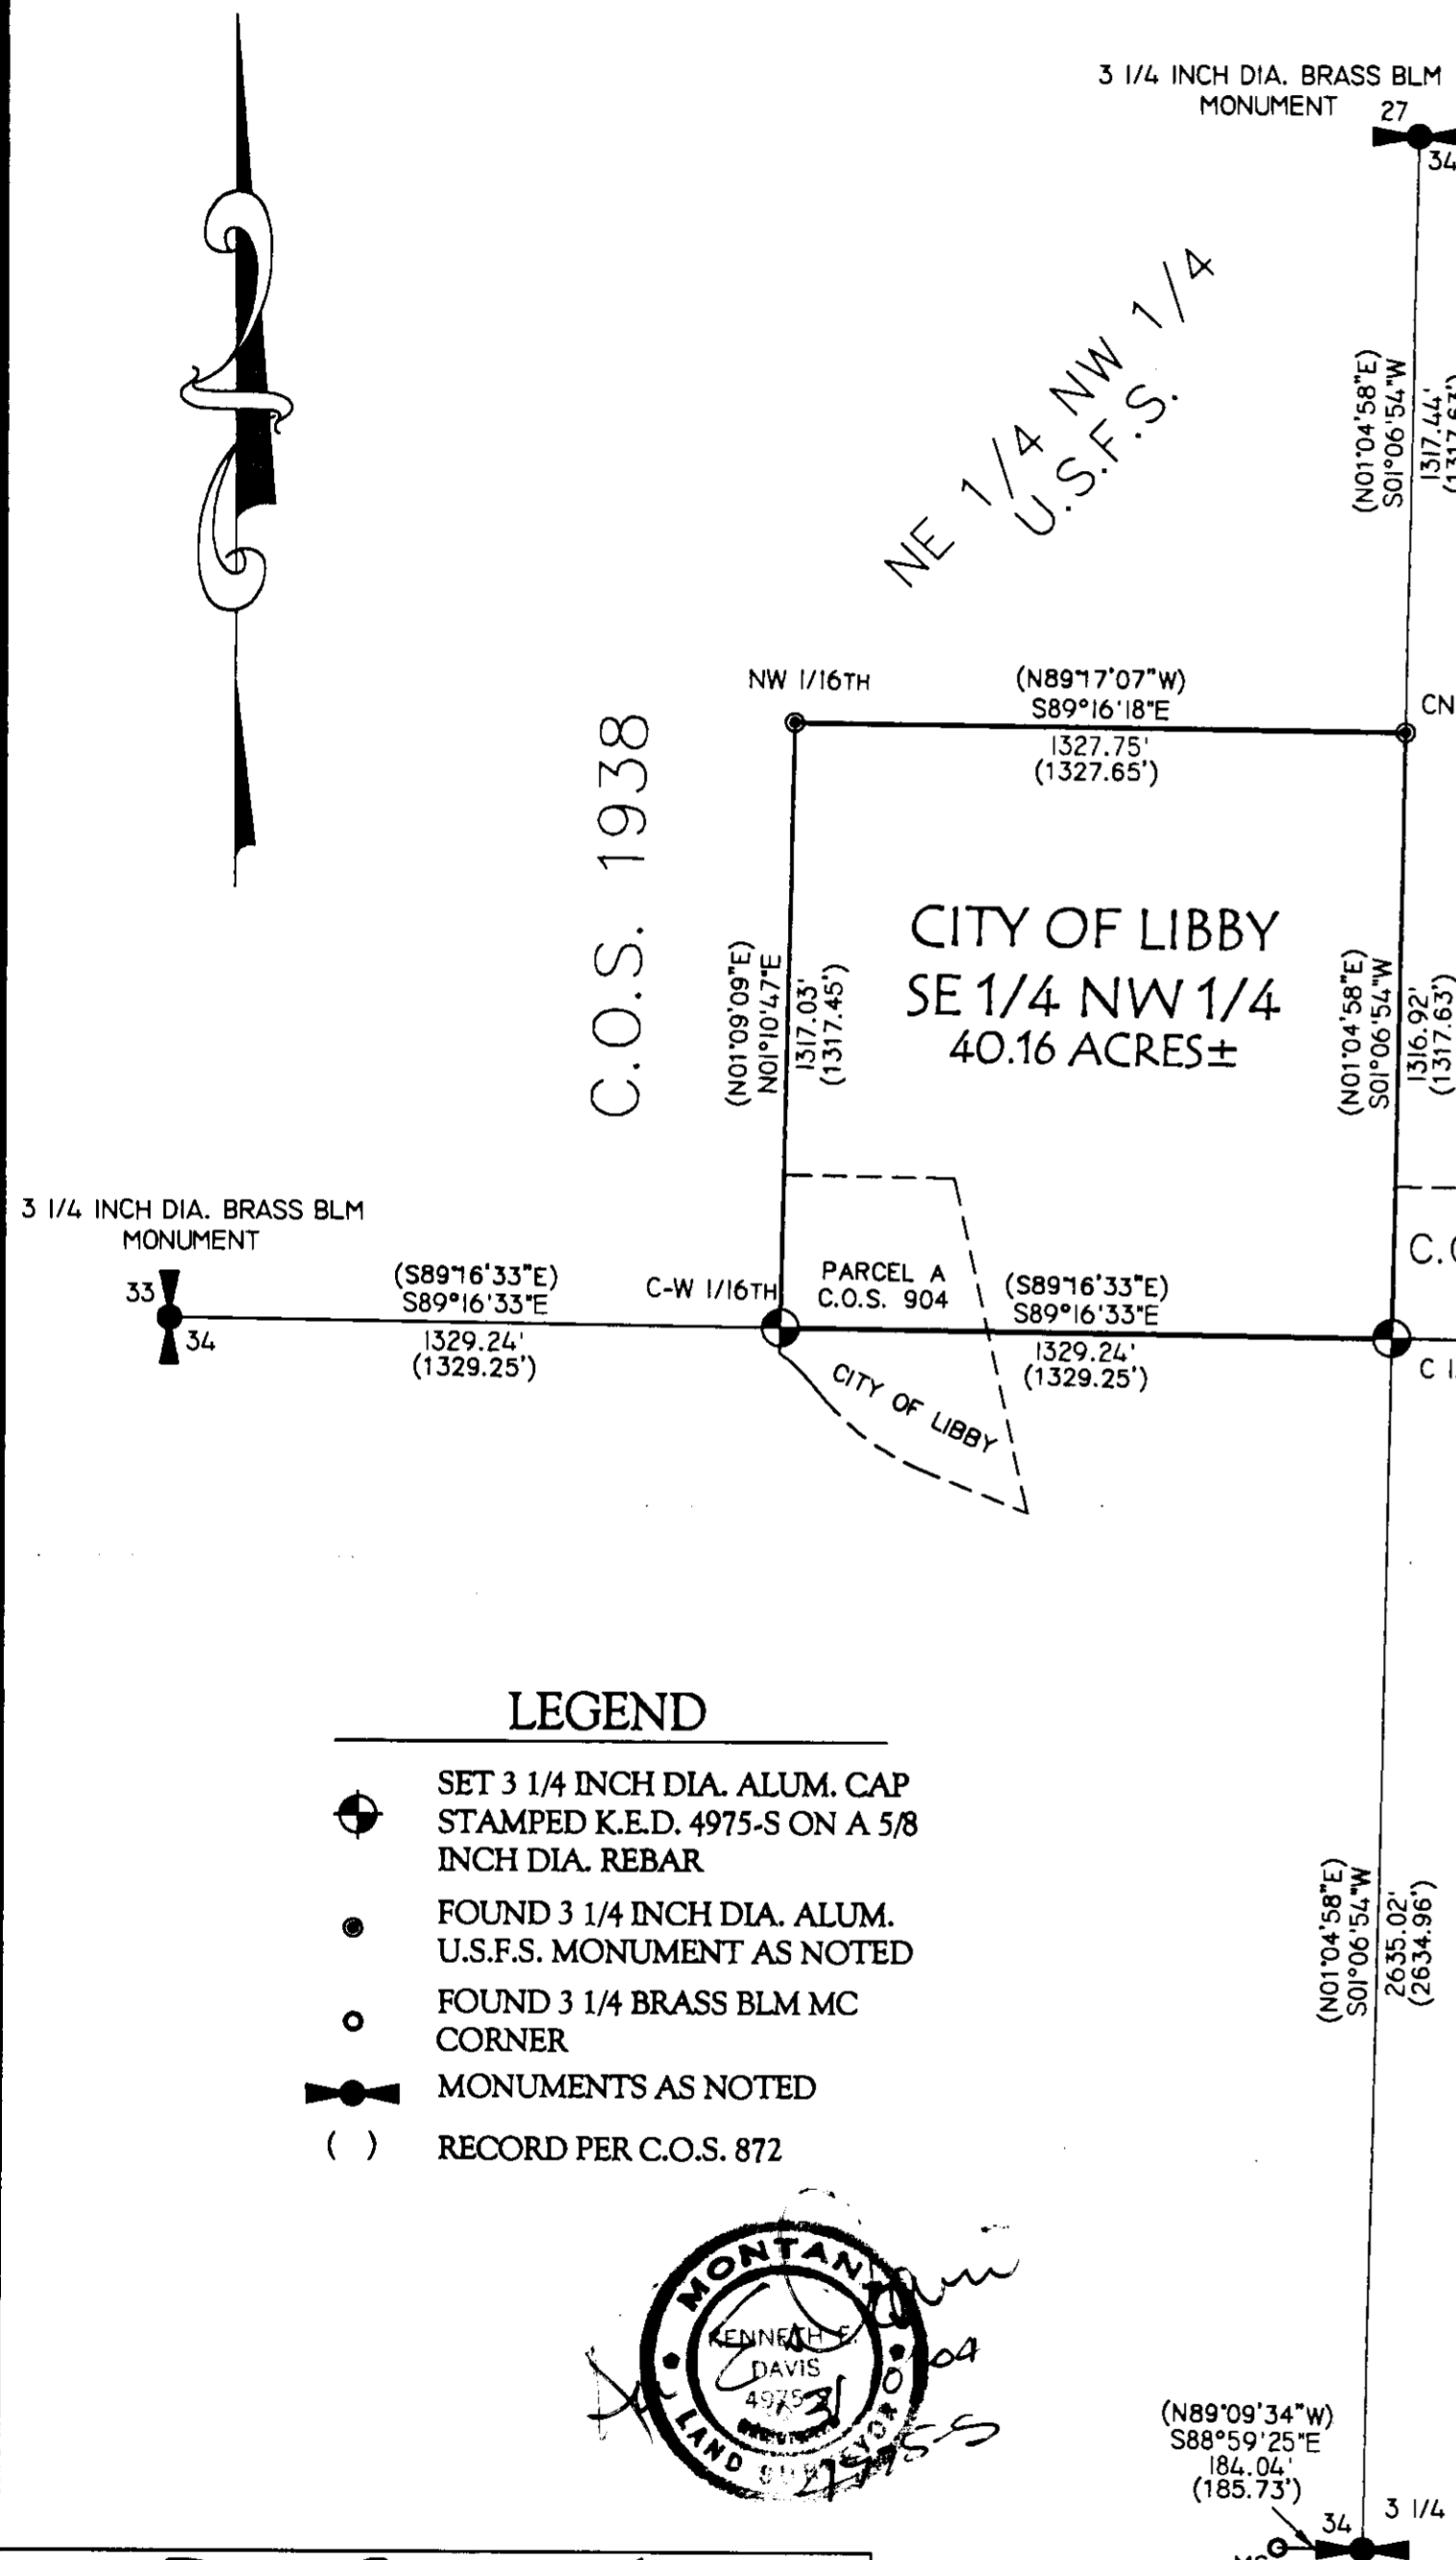 3 1/4 INCH DIA. BRASS BLM
MONUMENT
27
34
(N01°04'58"E)
S01°06'54"W
1317.44'
NE 1/4 NW 1/4
U.S.F.S.
NW 1/16TH
(N89°17'07"W)
S89°16'18"E
1327.75'
(1327.65')
CN
C.O.S. 1938
CITY OF LIBBY
SE 1/4 NW 1/4
40.16 ACRES±
(N01°09'09"E)
N01°10'47"E
1317.03'
(1317.45')
(N01°04'58"E)
S01°06'54"W
1316.92'
(1317.63')
3 1/4 INCH DIA. BRASS BLM
MONUMENT
33
34
(S89°16'33"E)
S89°16'33"E
1329.24'
(1329.25')
C-W 1/16TH
PARCEL A
C.O.S. 904
(S89°16'33"E)
S89°16'33"E
1329.24'
(1329.25')
CITY OF LIBBY
LEGEND
SET 3 1/4 INCH DIA. ALUM. CAP
STAMPED K.E.D. 4975-S ON A 5/8
INCH DIA. REBAR
FOUND 3 1/4 INCH DIA. ALUM.
U.S.F.S. MONUMENT AS NOTED
FOUND 3 1/4 BRASS BLM MC
CORNER
MONUMENTS AS NOTED
( ) RECORD PER C.O.S. 872
(N01°04'58"E)
S01°06'54"W
2635.02'
(2634.96')
MONTANA
KENNETH E.
DAVIS
4975
LAND SURVEYOR
4975-S
(N89°09'34"W)
S88°59'25"E
184.04'
(185.73')
34
3 1/4